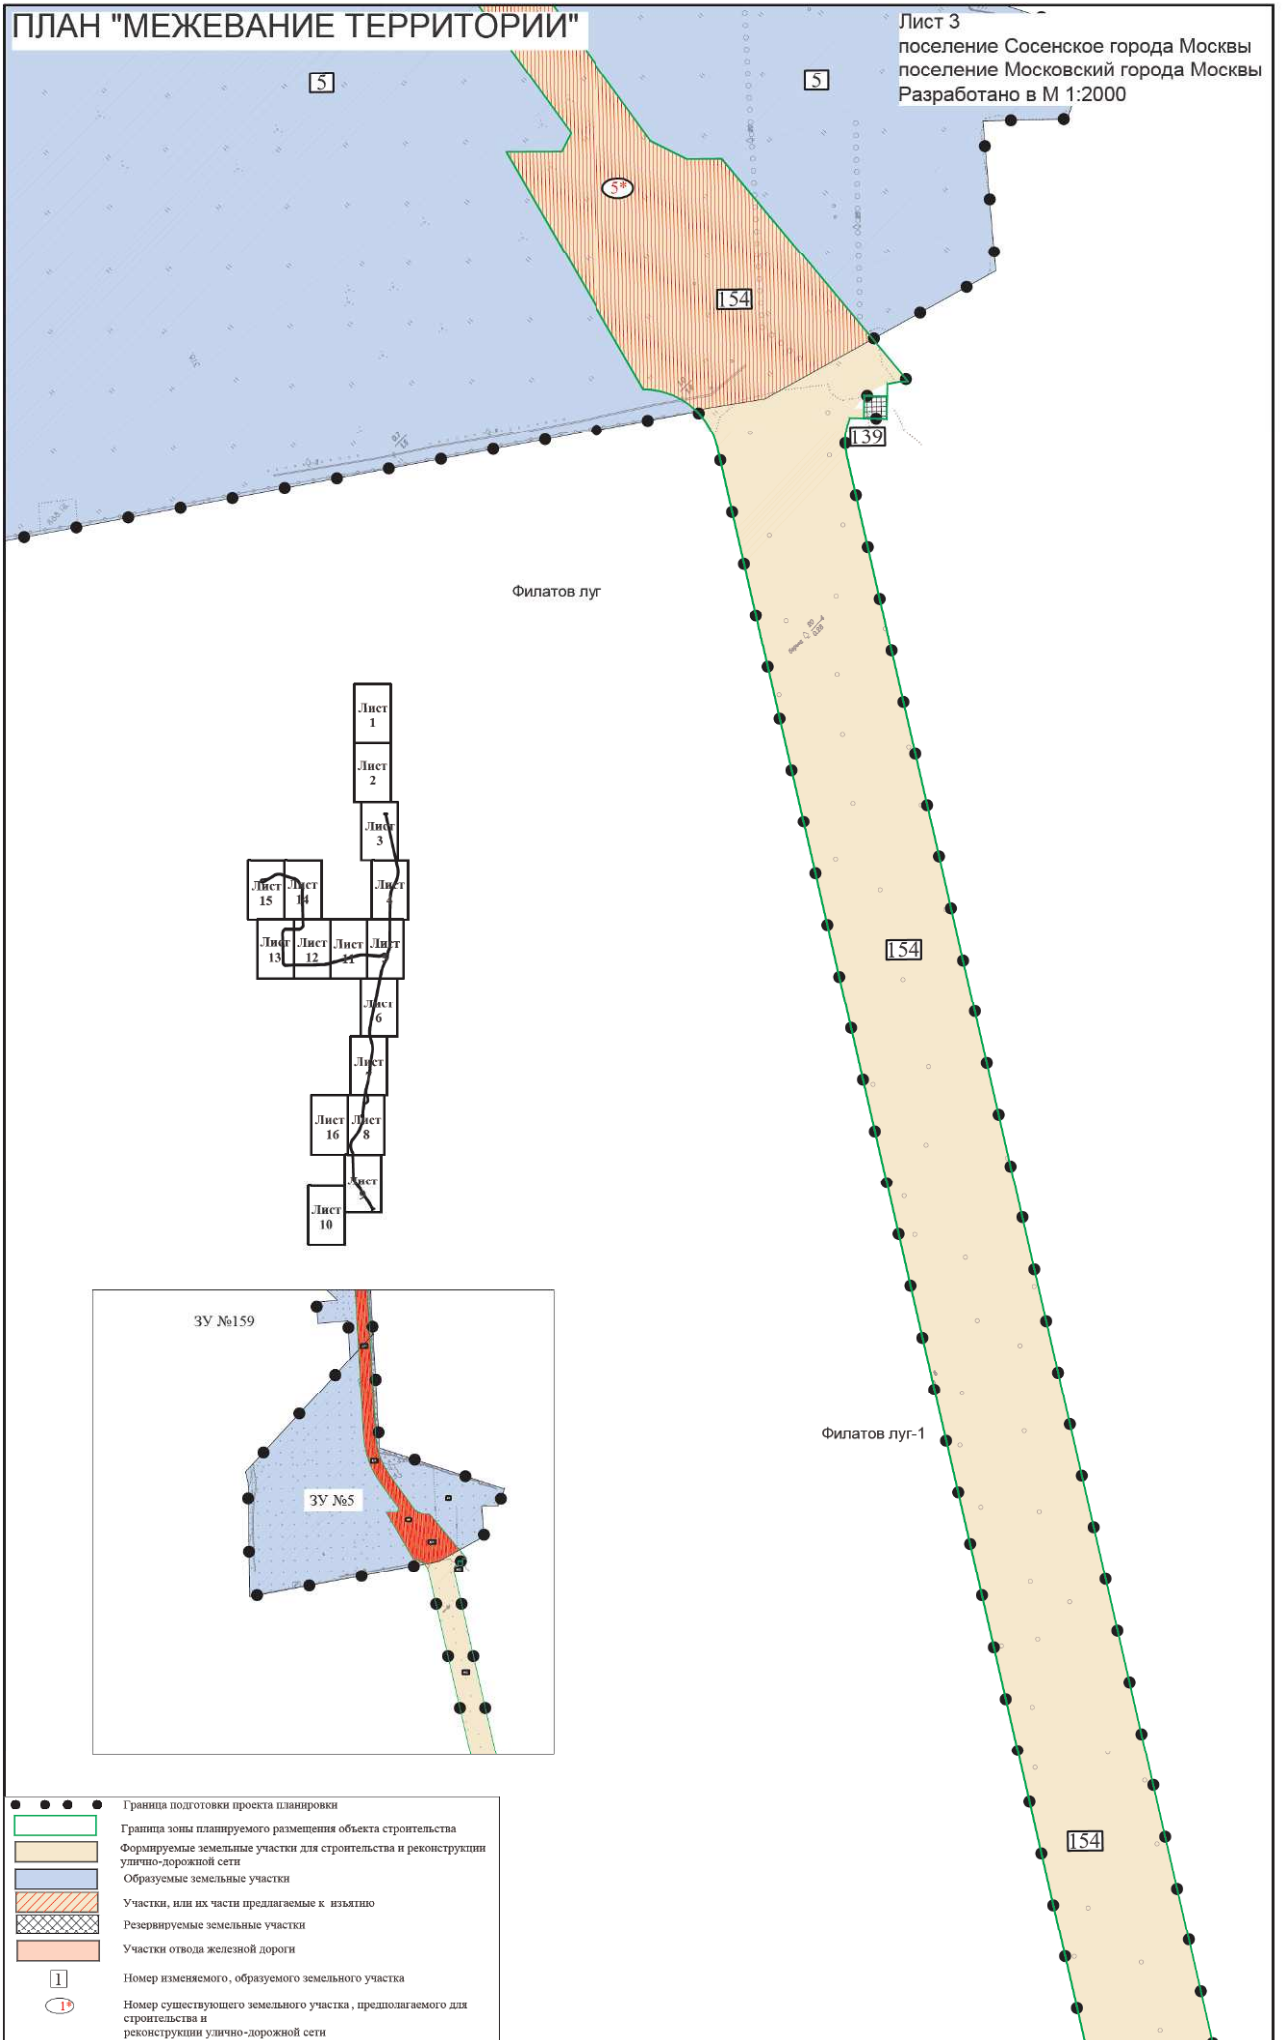 ПЛАН "МЕЖЕВАНИЕ ТЕРРИТОРИИ"
Лист 3
поселение Сосенское города Москвы
поселение Московский города Москвы
Разработано в М 1:2000
5
5
5*
154
139
Филатов луг
Лист
1
Лист
2
Лист
3
Лист
15
Лист
14
Лист
4
Лист
13
Лист
12
Лист
11
Лист
Лист
6
Лист
Лист
16
Лист
8
Лист
9
Лист
10
154
ЗУ №159
ЗУ №5
Филатов луг-1
154
Граница подготовки проекта планировки
Граница зоны планируемого размещения объекта строительства
Формируемые земельные участки для строительства и реконструкции
улично-дорожной сети
Образуемые земельные участки
Участки, или их части предлагаемые к изъятию
Резервируемые земельные участки
Участки отвода железной дороги
1
Номер изменяемого, образуемого земельного участка
1*
Номер существующего земельного участка, предполагаемого для
строительства и
реконструкции улично-дорожной сети